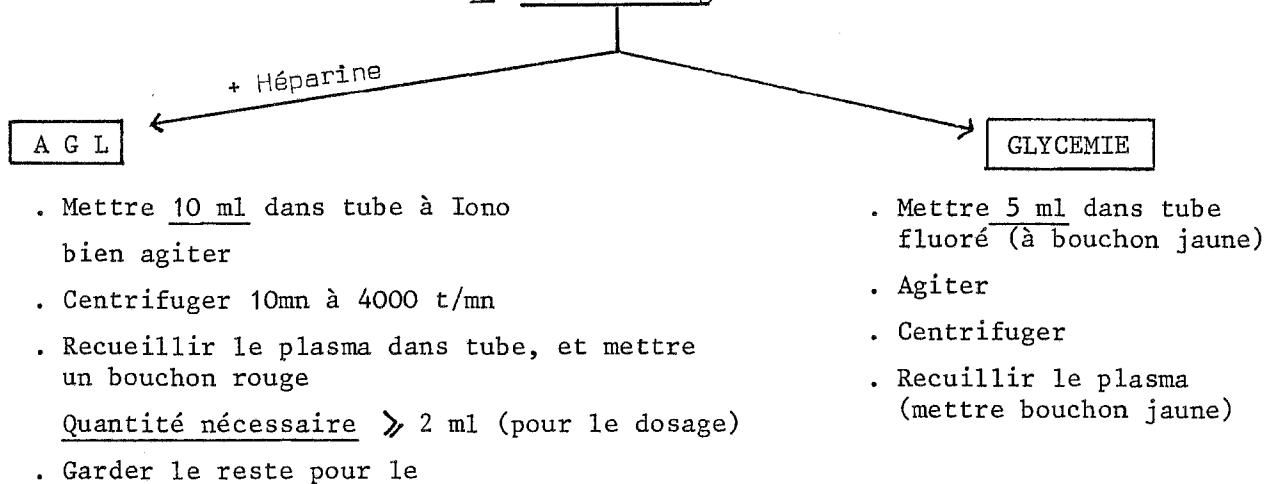 + Héparine
A G L
. Mettre 10 ml dans tube à Iono
bien agiter
. Centrifuger 10mn à 4000 t/mn
. Recueillir le plasma dans tube, et mettre
un bouchon rouge
Quantité nécessaire ⩾ 2 ml (pour le dosage)
. Garder le reste pour le
GLYCEMIE
. Mettre 5 ml dans tube
fluoré (à bouchon jaune)
. Agiter
. Centrifuger
. Recuillir le plasma
(mettre bouchon jaune)